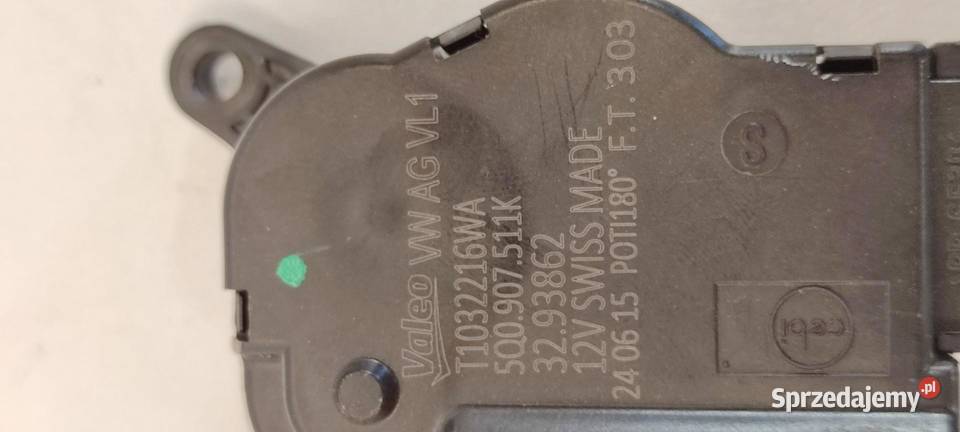 Valeo VW AG VL1
T1032216WA
5Q0.907.511K
32.93862
12V SWISS MADE
24 06 15 POTI180° F.T. 303
S
cebi
Sprzedajemy.pl